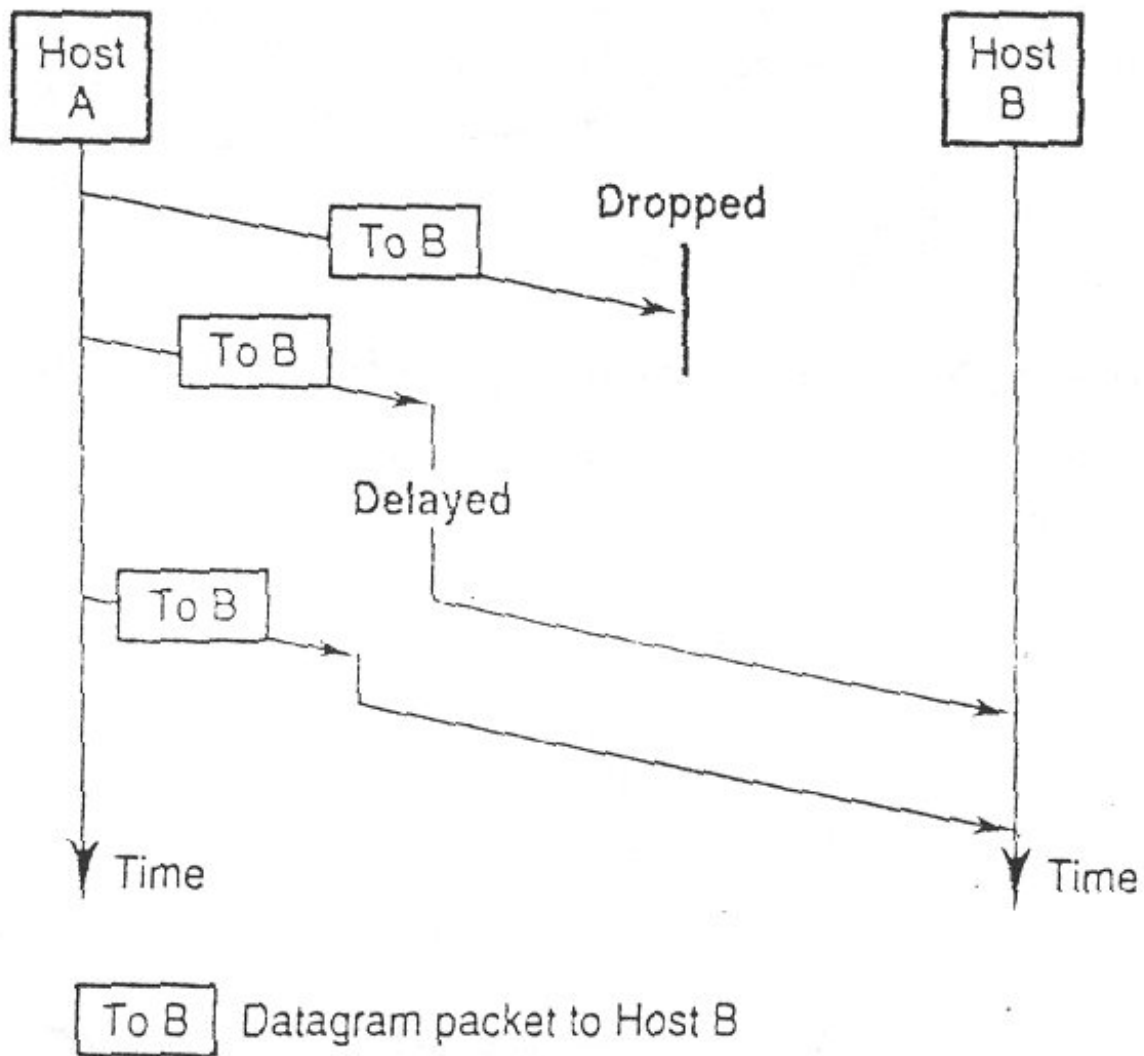 Host
A
Host
B
Dropped
To B
To B
Delayed
To B
Time
Time
To B Datagram packet to Host B